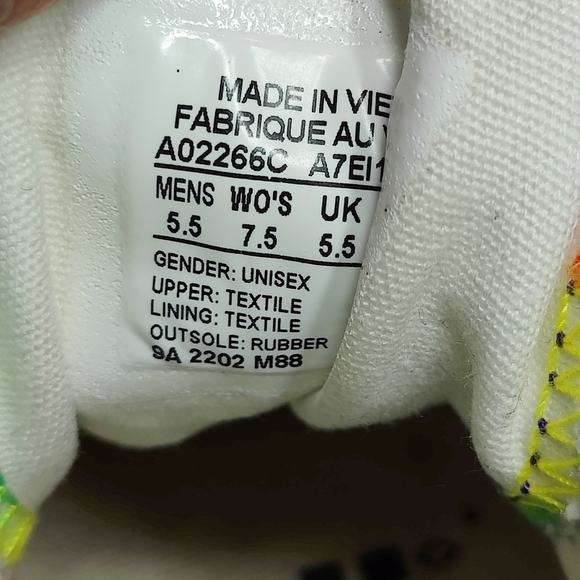 MADE IN VIE
FABRIQUE AU V
A02266C A7EI1
MENS WO'S UK
5.5 7.5 5.5
GENDER: UNISEX
UPPER: TEXTILE
LINING: TEXTILE
OUTSOLE: RUBBER
9A 2202 M88